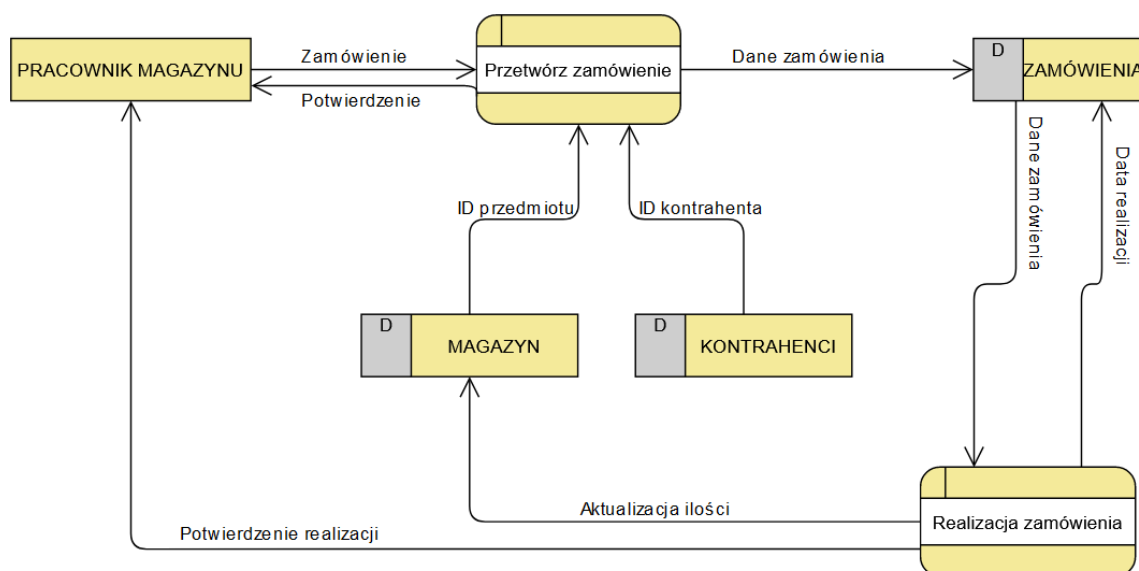 PRACOWNIK MAGAZYNU
Zamówienie
Potwierdzenie
Przetwórz zamówienie
Dane zamówienia
D
ZAMÓWIENIA
Dane zamówienia
Data realizacji
ID przedmiotu
ID kontrahenta
D
MAGAZYN
D
KONTRAHENCI
Aktualizacja ilości
Potwierdzenie realizacji
Realizacja zamówienia